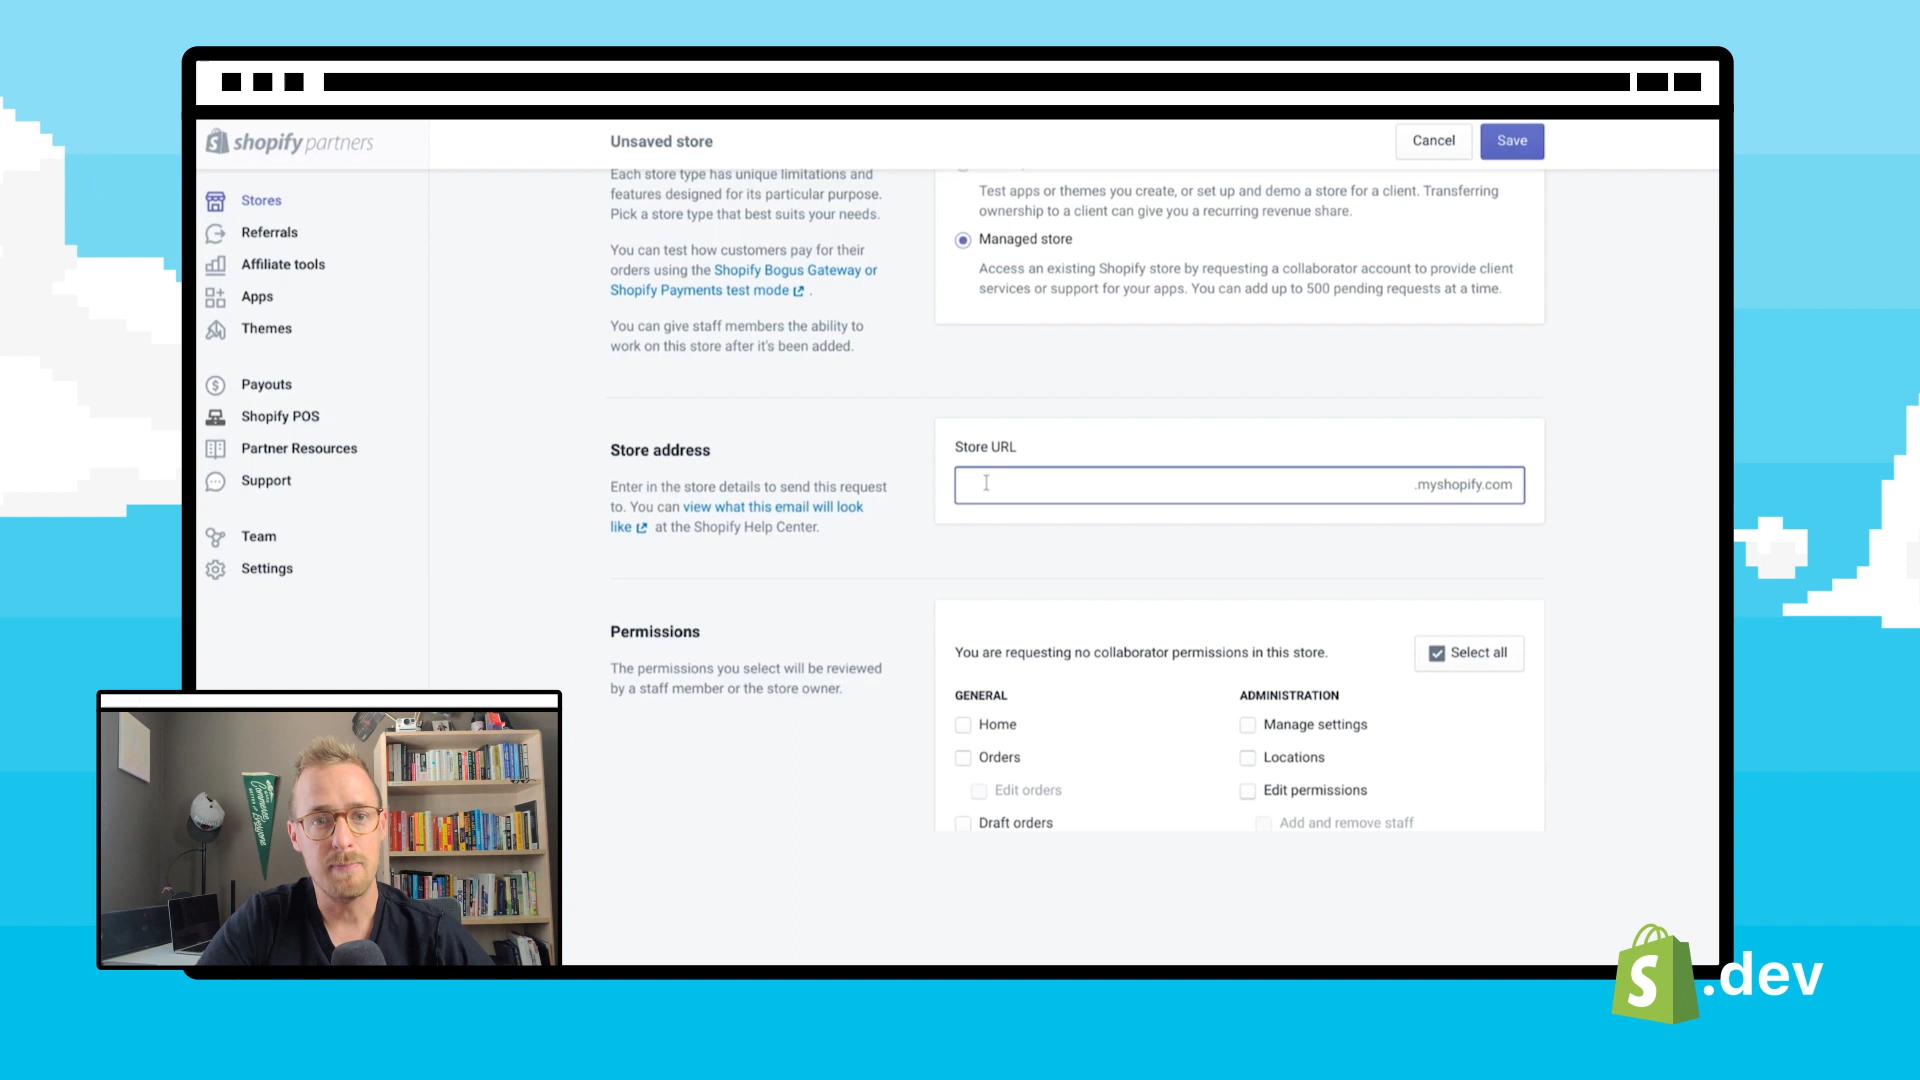 shopify partners
Unsaved store
Cancel
Save
Stores
Referrals
Affiliate tools
Apps
Themes
Payouts
Shopify POS
Partner Resources
Support
Team
Settings
Each store type has unique limitations and
features designed for its particular purpose.
Pick a store type that best suits your needs.
You can test how customers pay for their
orders using the Shopify Bogus Gateway or
Shopify Payments test mode .
You can give staff members the ability to
work on this store after it's been added.
Test apps or themes you create, or set up and demo a store for a client. Transferring
ownership to a client can give you a recurring revenue share.
Managed store
Access an existing Shopify store by requesting a collaborator account to provide client
services or support for your apps. You can add up to 500 pending requests at a time.
Store address
Enter in the store details to send this request
to. You can view what this email will look
like at the Shopify Help Center.
Store URL
.myshopify.com
Permissions
The permissions you select will be reviewed
by a staff member or the store owner.
You are requesting no collaborator permissions in this store.
Select all
GENERAL
Home
Orders
Edit orders
Draft orders
ADMINISTRATION
Manage settings
Locations
Edit permissions
Add and remove staff
Commerce
Everyone
S .dev